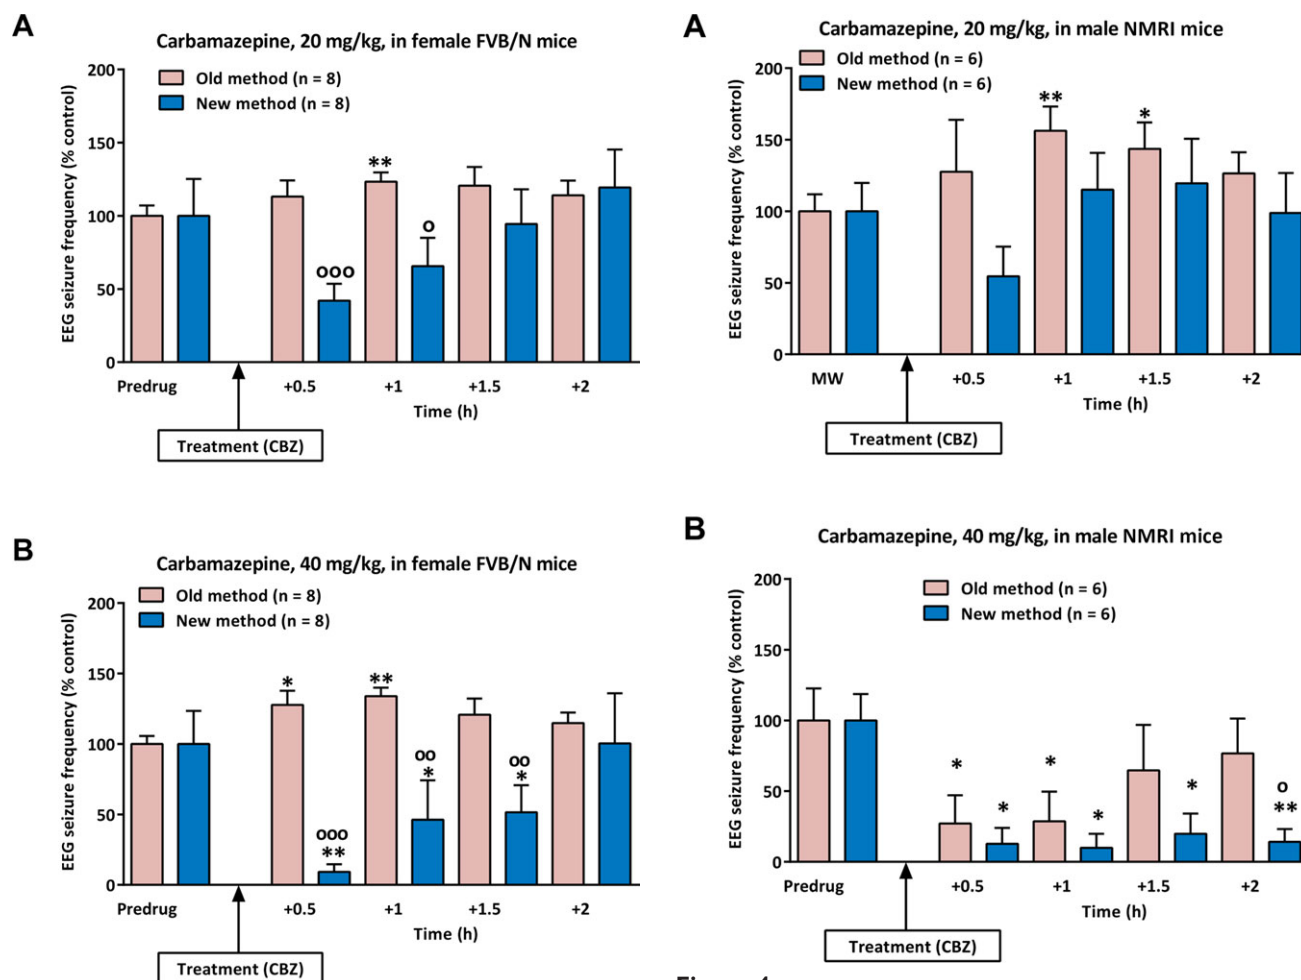 A
Carbamazepine, 20 mg/kg, in female FVB/N mice
Old method (n = 8)
New method (n = 8)
EEG seizure frequency (% control)
200
150
100
50
0
**
ooo
o
Predrug
+0.5
+1
+1.5
+2
Time (h)
Treatment (CBZ)
A
Carbamazepine, 20 mg/kg, in male NMRI mice
Old method (n = 6)
New method (n = 6)
EEG seizure frequency (% control)
200
150
100
50
0
**
*
MW
+0.5
+1
+1.5
+2
Time (h)
Treatment (CBZ)
B
Carbamazepine, 40 mg/kg, in female FVB/N mice
Old method (n = 8)
New method (n = 8)
EEG seizure frequency (% control)
200
150
100
50
0
*
**
ooo
**
oo
*
oo
*
Predrug
+0.5
+1
+1.5
+2
Time (h)
Treatment (CBZ)
B
Carbamazepine, 40 mg/kg, in male NMRI mice
Old method (n = 6)
New method (n = 6)
EEG seizure frequency (% control)
200
150
100
50
0
*
*
*
*
*
o
**
Predrug
+0.5
+1
+1.5
+2
Time (h)
Treatment (CBZ)